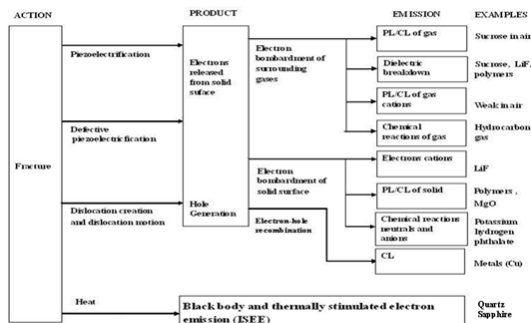 ACTION
PRODUCT
EMISSION
EXAMPLES
Fracture
Piezoelectrification
Defective
piezoelectricfication
Dislocation creation
and dislocation motion
Heat
Electrons
released from
solid
suface
Hole
Generation
Electron
bombardment of
surrounding
gases
Electron
bombardment
of solid surface
Electron-hole
recombination
PL/CL of gas
Dielectric
breakdown
PL/CL of gas
cations
Chemical
reactions of gas
Electrons cations
PL/CL of solid
Chemical reactions
neutrals and
anions
CL
Black body and thermally stimulated electron
emission (ISEE)
Sucrose in air
Sucrose, LiF,
polymers
Weak in air
Hydrocarbon
gas
LiF
Polymers ,
MgO
Potassium
hydrogen
phthalate
Metals (Cu)
Quartz
Sapphire